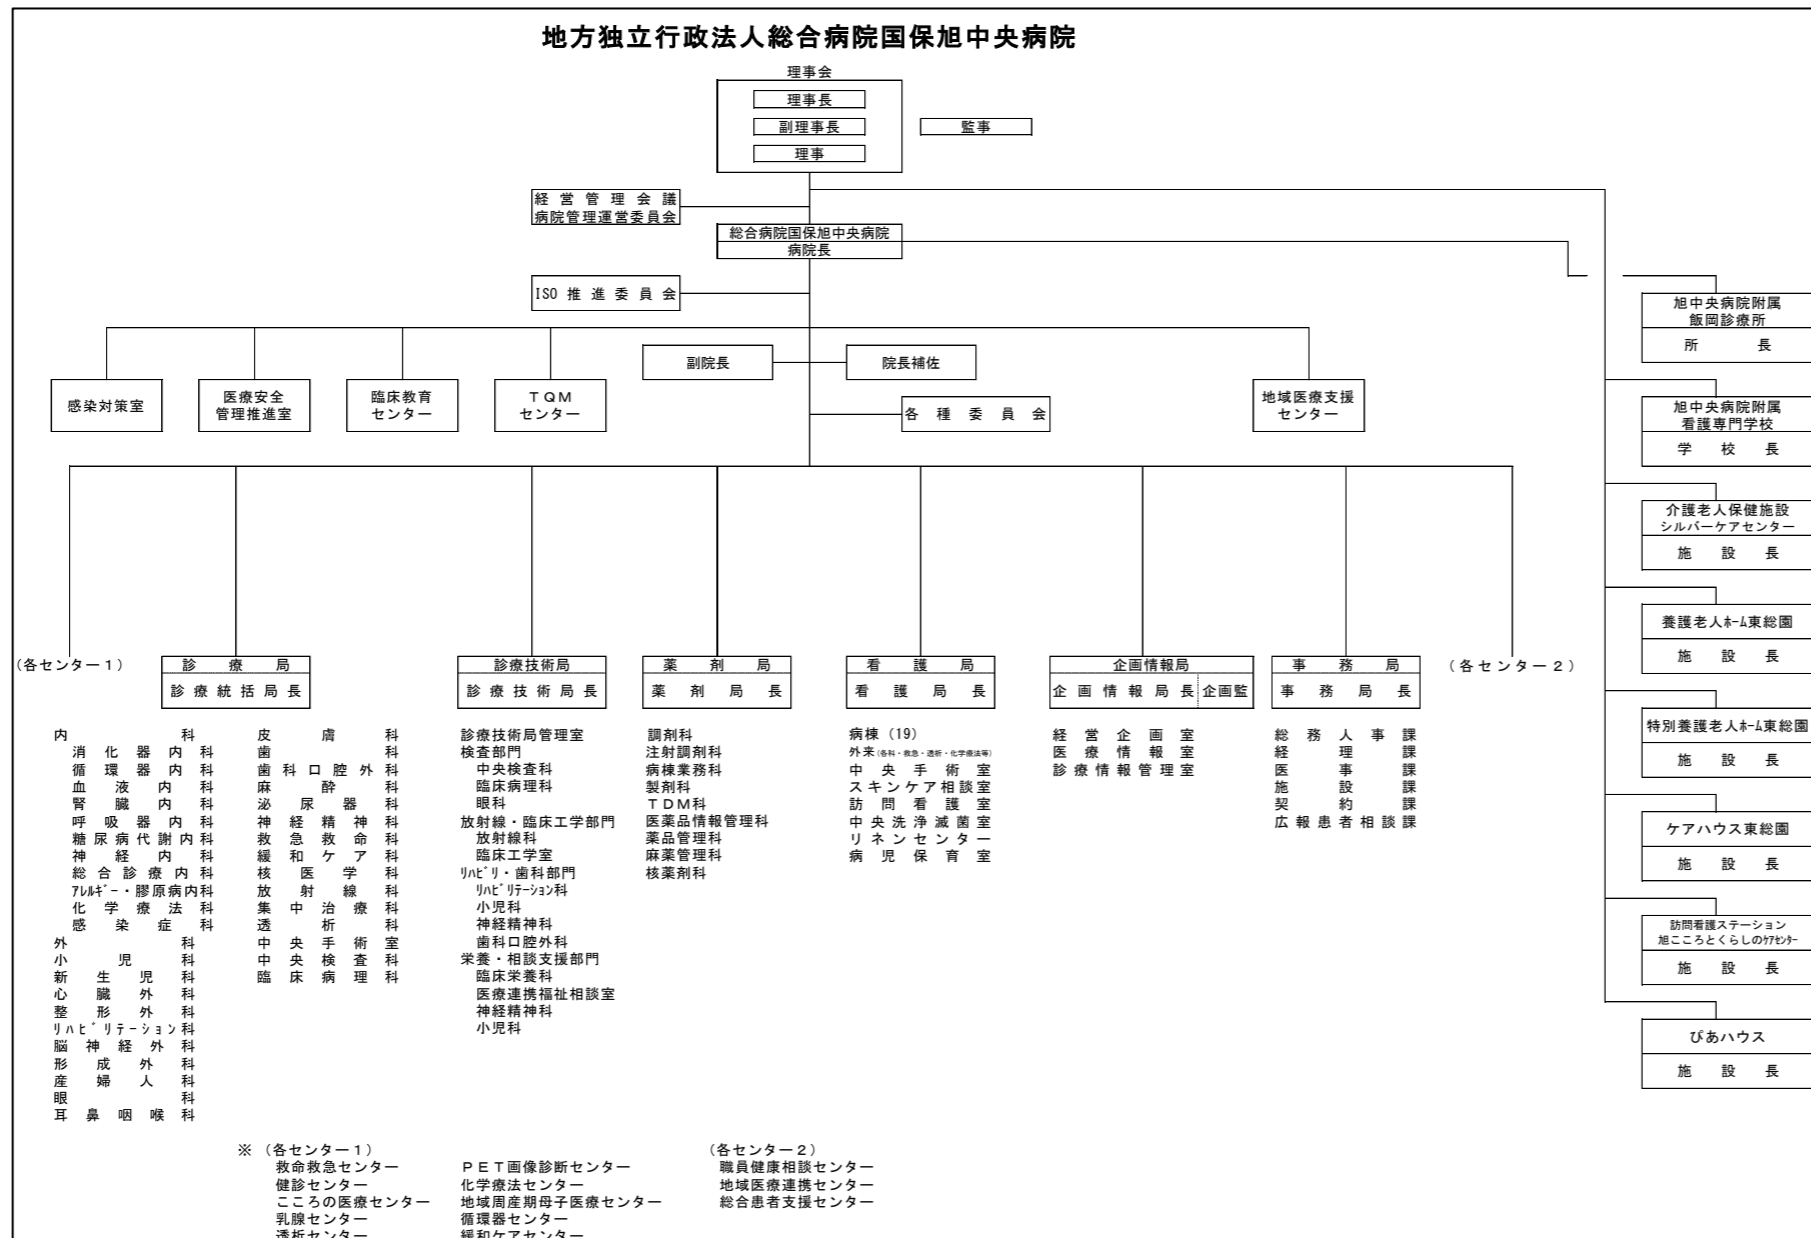 地方独立行政法人総合病院国保旭中央病院
理事会
理事長
副理事長
理事
監事
経営管理会議
病院管理運営委員会
総合病院国保旭中央病院
病院長
ISO推進委員会
副院長
院長補佐
感染対策室
医療安全
管理推進室
臨床教育
センター
TQM
センター
各種委員会
地域医療支援
センター
旭中央病院附属
飯岡診療所
所長
旭中央病院附属
看護専門学校
学校長
介護老人保健施設
シルバーケアセンター
施設長
養護老人ホーム東総園
施設長
特別養護老人ホーム東総園
施設長
ケアハウス東総園
施設長
訪問看護ステーション
旭こころとくらしのケアセンター
施設長
ぴあハウス
施設長
(各センター1)
診療局
診療統括局長
内科
消化器内科
循環器内科
血液内科
腎臓内科
呼吸器内科
糖尿病代謝内科
神経内科
総合診療内科
アレルギー・膠原病内科
化学療法科
感染症科
外科
小児科
新生児科
心臓外科
整形外科
リハビリテーション科
脳神経外科
形成外科
産婦人科
眼科
耳鼻咽喉科
皮膚科
歯科
歯科口腔外科
麻酔科
泌尿器科
神経精神科
救急救命科
緩和ケア科
核医学科
放射線科
集中治療科
透析科
中央手術室
中央検査科
臨床病理科
診療技術局
診療技術局長
診療技術局管理室
検査部門
中央検査科
臨床病理科
眼科
放射線・臨床工学部門
放射線科
臨床工学室
リハビリ・歯科部門
リハビリテーション科
小児科
神経精神科
歯科口腔外科
栄養・相談支援部門
臨床栄養科
医療連携福祉相談室
神経精神科
小児科
薬剤局
薬剤局長
調剤科
注射調剤科
病棟業務科
製剤科
TDM科
医薬品情報管理科
薬品管理科
麻薬管理科
核薬剤科
看護局
看護局長
病棟(19)
外来(各科・救急・透析・化学療法等)
中央手術室
スキンケア相談室
訪問看護室
中央洗浄滅菌室
リネンセンター
病児保育室
企画情報局
企画情報局長 企画監
経営企画室
医療情報室
診療情報管理室
事務局
事務局長
総務人事課
経理課
医事課
施設課
契約課
広報患者相談課
(各センター2)
※(各センター1)
救命救急センター
健診センター
こころの医療センター
乳腺センター
透析センター
PET画像診断センター
化学療法センター
地域周産期母子医療センター
循環器センター
緩和ケアセンター
(各センター2)
職員健康相談センター
地域医療連携センター
総合患者支援センター